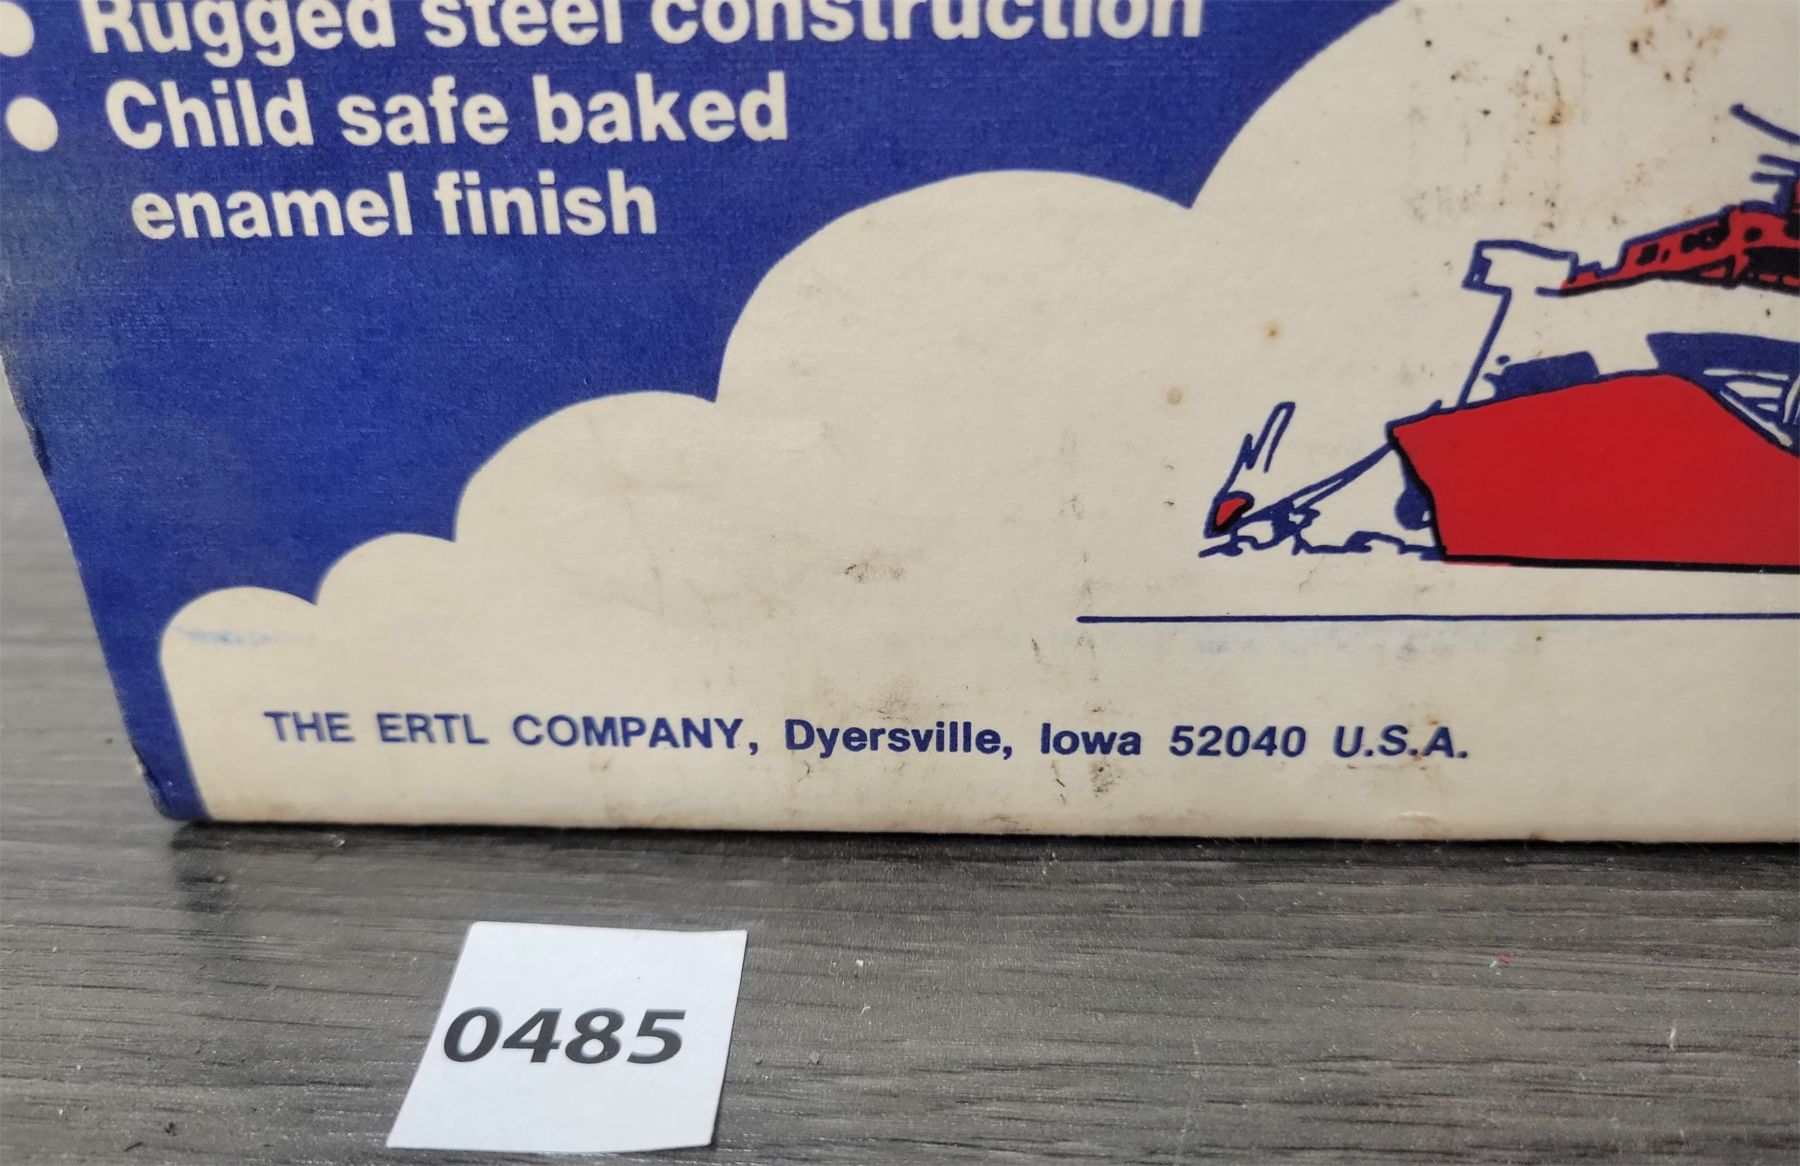 • Rugged steel construction
• Child safe baked
enamel finish
THE ERTL COMPANY, Dyersville, Iowa 52040 U.S.A.
0485